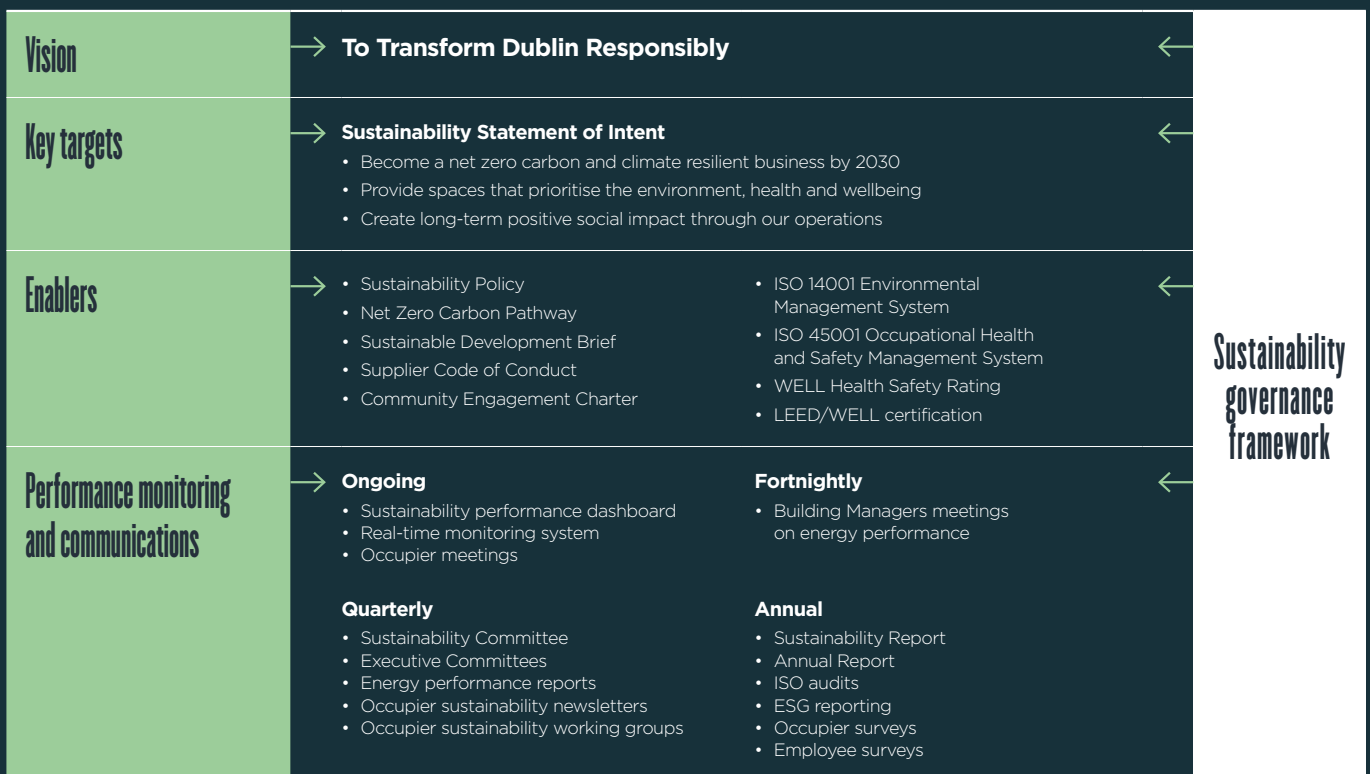 Vision
To Transform Dublin Responsibly
Key targets
Sustainability Statement of Intent
• Become a net zero carbon and climate resilient business by 2030
• Provide spaces that prioritise the environment, health and wellbeing
• Create long-term positive social impact through our operations
Enablers
• Sustainability Policy
• Net Zero Carbon Pathway
• Sustainable Development Brief
• Supplier Code of Conduct
• Community Engagement Charter
• ISO 14001 Environmental
Management System
• ISO 45001 Occupational Health
and Safety Management System
• WELL Health Safety Rating
• LEED/WELL certification
Performance monitoring
and communications
Ongoing
• Sustainability performance dashboard
• Real-time monitoring system
• Occupier meetings
Fortnightly
• Building Managers meetings
on energy performance
Quarterly
• Sustainability Committee
• Executive Committees
• Energy performance reports
• Occupier sustainability newsletters
• Occupier sustainability working groups
Annual
• Sustainability Report
• Annual Report
• ISO audits
• ESG reporting
• Occupier surveys
• Employee surveys
Sustainability
governance
framework